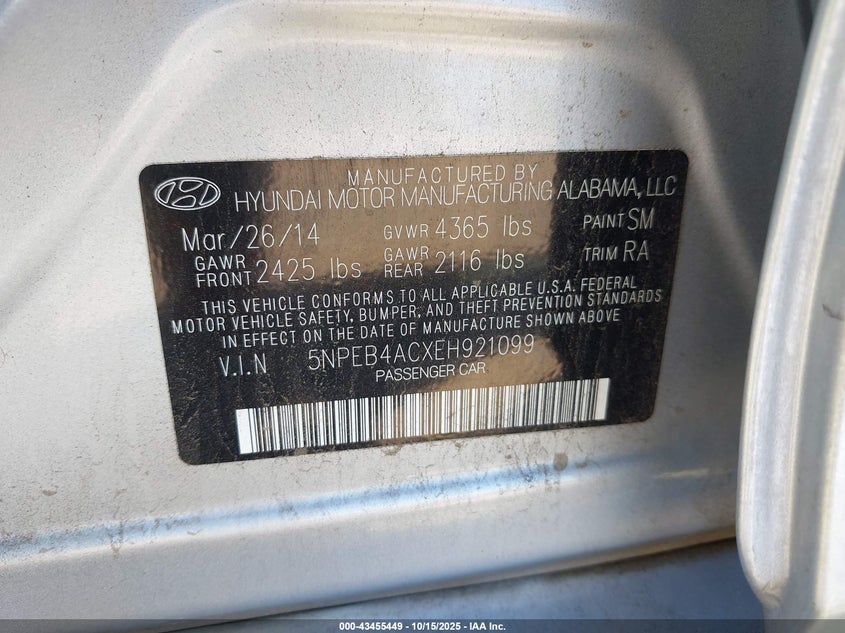 MANUFACTURED BY
HYUNDAI MOTOR MANUFACTURING ALABAMA, LLC
Mar/26/14 GVWR 4365 lbs PAINT SM
GAWR FRONT 2425 lbs GAWR REAR 2116 lbs TRIM RA
THIS VEHICLE CONFORMS TO ALL APPLICABLE U.S.A. FEDERAL
MOTOR VEHICLE SAFETY, BUMPER, AND THEFT PREVENTION STANDARDS
IN EFFECT ON THE DATE OF MANUFACTURE SHOWN ABOVE.
V.I.N 5NPEB4ACXEH921099
PASSENGER CAR
000-43455449 - 10/15/2025 - IAA Inc.